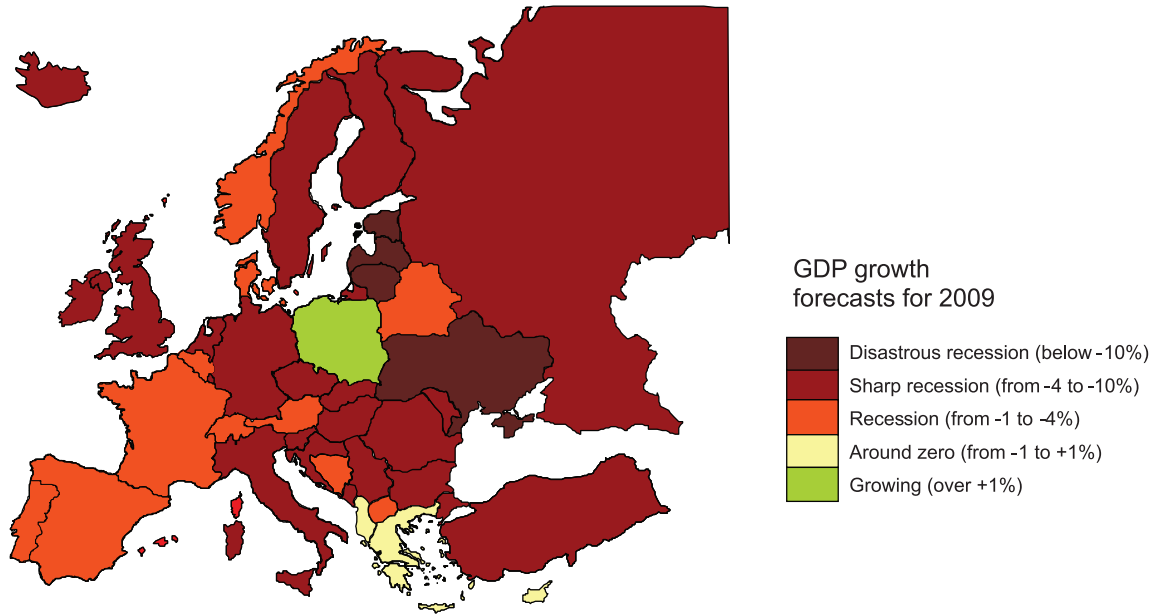 GDP growth
forecasts for 2009
Disastrous recession (below -10%)
Sharp recession (from -4 to -10%)
Recession (from -1 to -4%)
Around zero (from -1 to +1%)
Growing (over +1%)